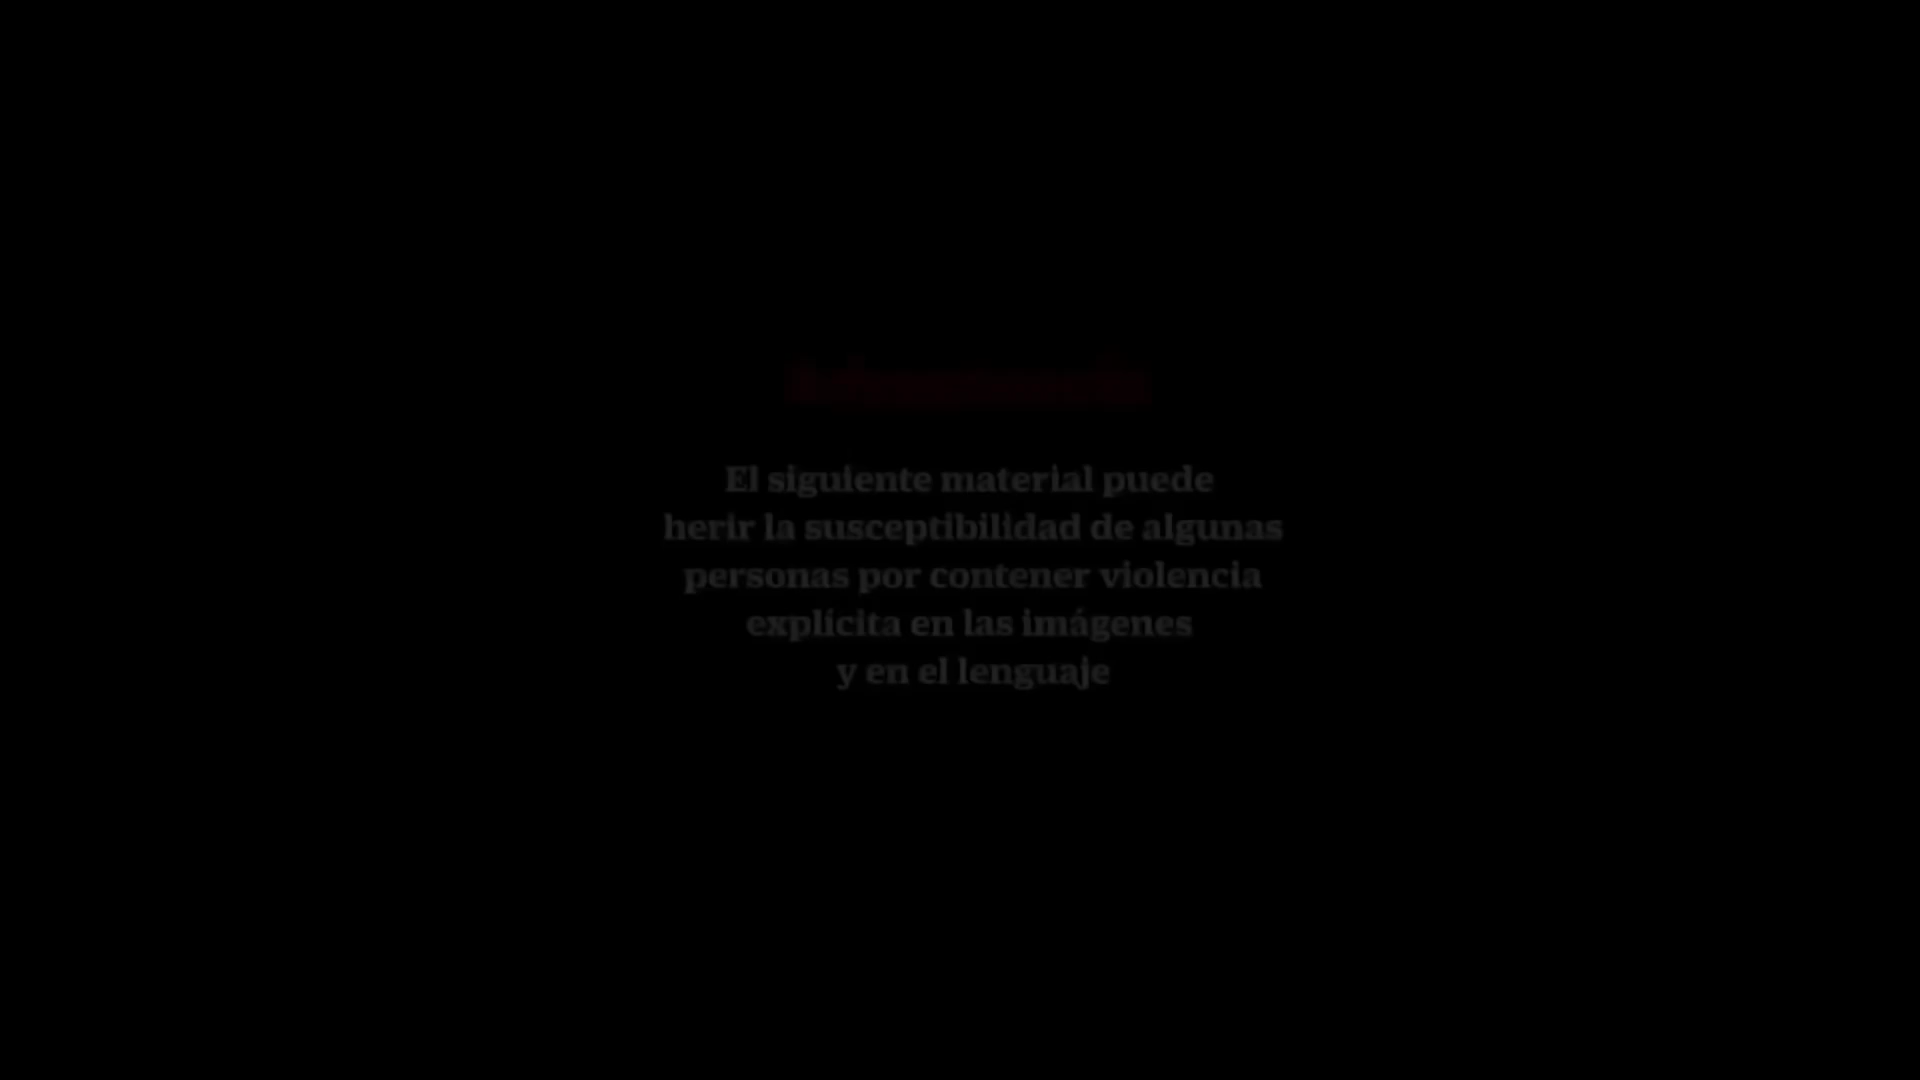 El siguiente material puede
herir la susceptibilidad de algunas
personas por contener violencia
explícita en las imágenes
y en el lenguaje